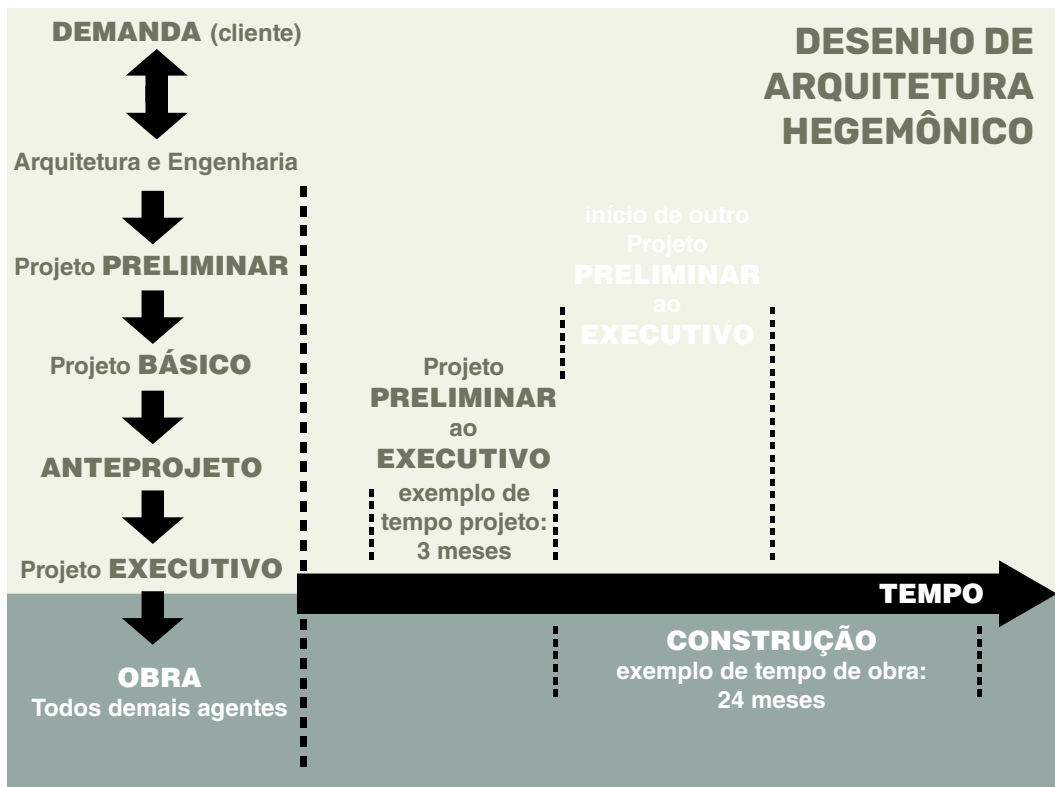 DESENHO DE
ARQUITETURA
HEGEMÔNICO
DEMANDA (cliente)
Arquitetura e Engenharia
Projeto PRELIMINAR
Projeto BÁSICO
ANTEPROJETO
Projeto EXECUTIVO
OBRA
Todos demais agentes
Projeto
PRELIMINAR
ao
EXECUTIVO
exemplo de
tempo projeto:
3 meses
início de outro
Projeto
PRELIMINAR
ao
EXECUTIVO
TEMPO
CONSTRUÇÃO
exemplo de tempo de obra:
24 meses